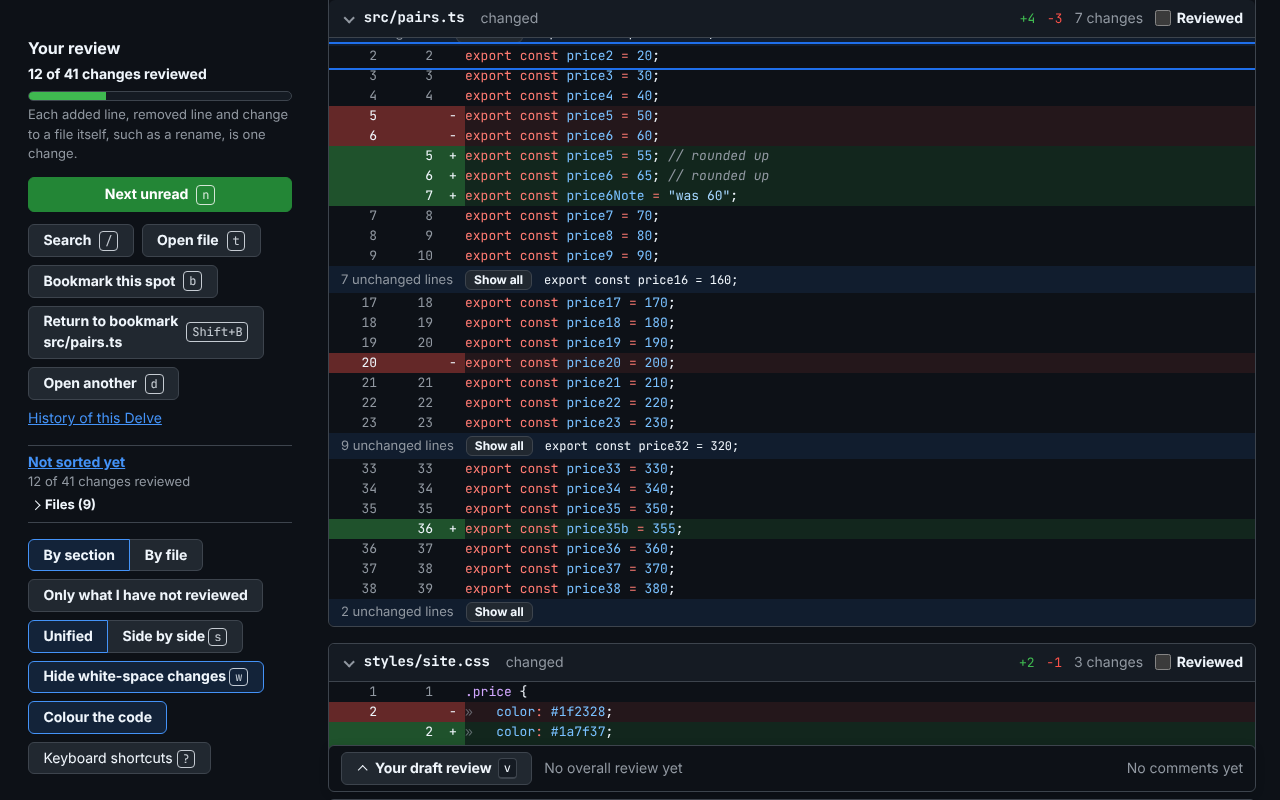 Your review
12 of 41 changes reviewed
Each added line, removed line and change
to a file itself, such as a rename, is one
change.
Next unread n
Search / Open file t
Bookmark this spot b
Return to bookmark
src/pairs.ts Shift+B
Open another d
History of this Delve
Not sorted yet
12 of 41 changes reviewed
Files (9)
By section By file
Only what I have not reviewed
Unified Side by side s
Hide white-space changes w
Colour the code
Keyboard shortcuts ?
src/pairs.ts changed +4 -3 7 changes Reviewed
2 2 export const price2 = 20;
3 3 export const price3 = 30;
4 4 export const price4 = 40;
5 - export const price5 = 50;
6 - export const price6 = 60;
5 + export const price5 = 55; // rounded up
6 + export const price6 = 65; // rounded up
7 + export const price6Note = "was 60";
7 8 export const price7 = 70;
8 9 export const price8 = 80;
9 10 export const price9 = 90;
7 unchanged lines Show all export const price16 = 160;
17 18 export const price17 = 170;
18 19 export const price18 = 180;
19 20 export const price19 = 190;
20 - export const price20 = 200;
21 21 export const price21 = 210;
22 22 export const price22 = 220;
23 23 export const price23 = 230;
9 unchanged lines Show all export const price32 = 320;
33 33 export const price33 = 330;
34 34 export const price34 = 340;
35 35 export const price35 = 350;
36 + export const price35b = 355;
36 37 export const price36 = 360;
37 38 export const price37 = 370;
38 39 export const price38 = 380;
2 unchanged lines Show all
styles/site.css changed +2 -1 3 changes Reviewed
1 1 .price {
2 - » color: #1f2328;
2 + » color: #1a7f37;
Your draft review v No overall review yet No comments yet